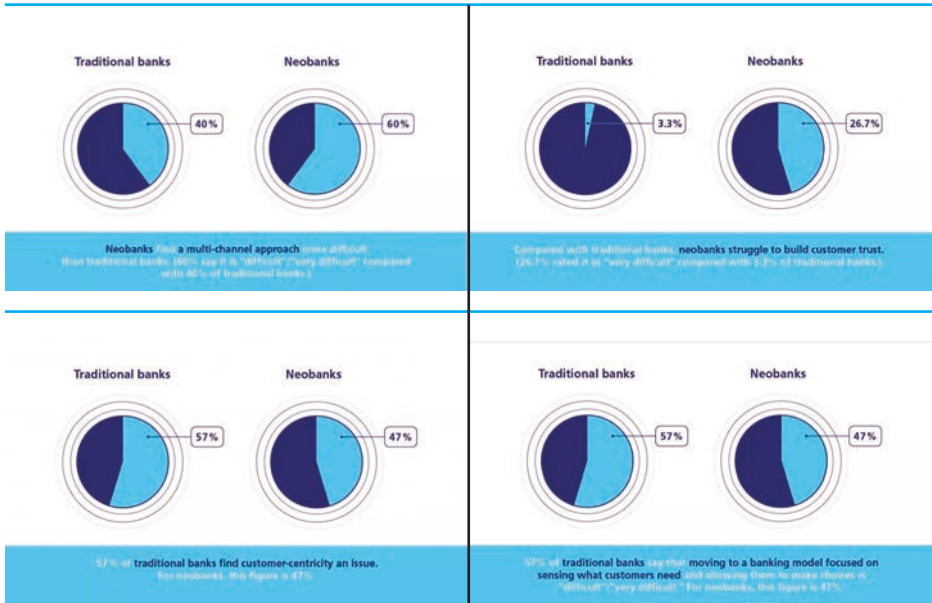 Traditional banks
Neobanks
40%
60%
Neobanks find a multi-channel approach more difficult
than traditional banks. (60% say it is "difficult"/"very difficult" compared
with 40% of traditional banks.)
Traditional banks
Neobanks
3.3%
26.7%
Compared with traditional banks, neobanks struggle to build customer trust.
(26.7% rated it as "very difficult" compared with 3.3% of traditional banks.)
Traditional banks
Neobanks
57%
47%
57% of traditional banks find customer-centricity an issue.
For neobanks, this figure is 47%
Traditional banks
Neobanks
57%
47%
57% of traditional banks say that moving to a banking model focused on
sensing what customers need and allowing them to make choices is
"difficult"/"very difficult." For neobanks, this figure is 47%